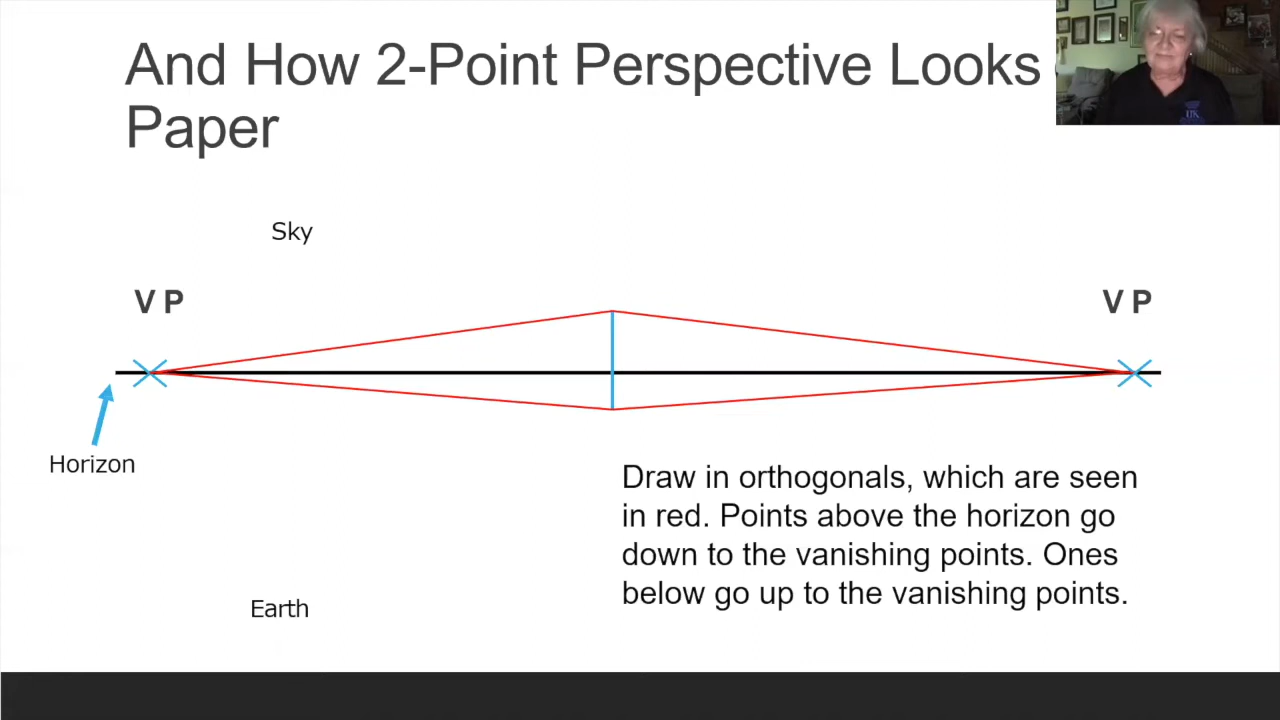 And How 2-Point Perspective Looks
Paper
Sky
V P
V P
Horizon
Draw in orthogonals, which are seen
in red. Points above the horizon go
down to the vanishing points. Ones
below go up to the vanishing points.
Earth
UK